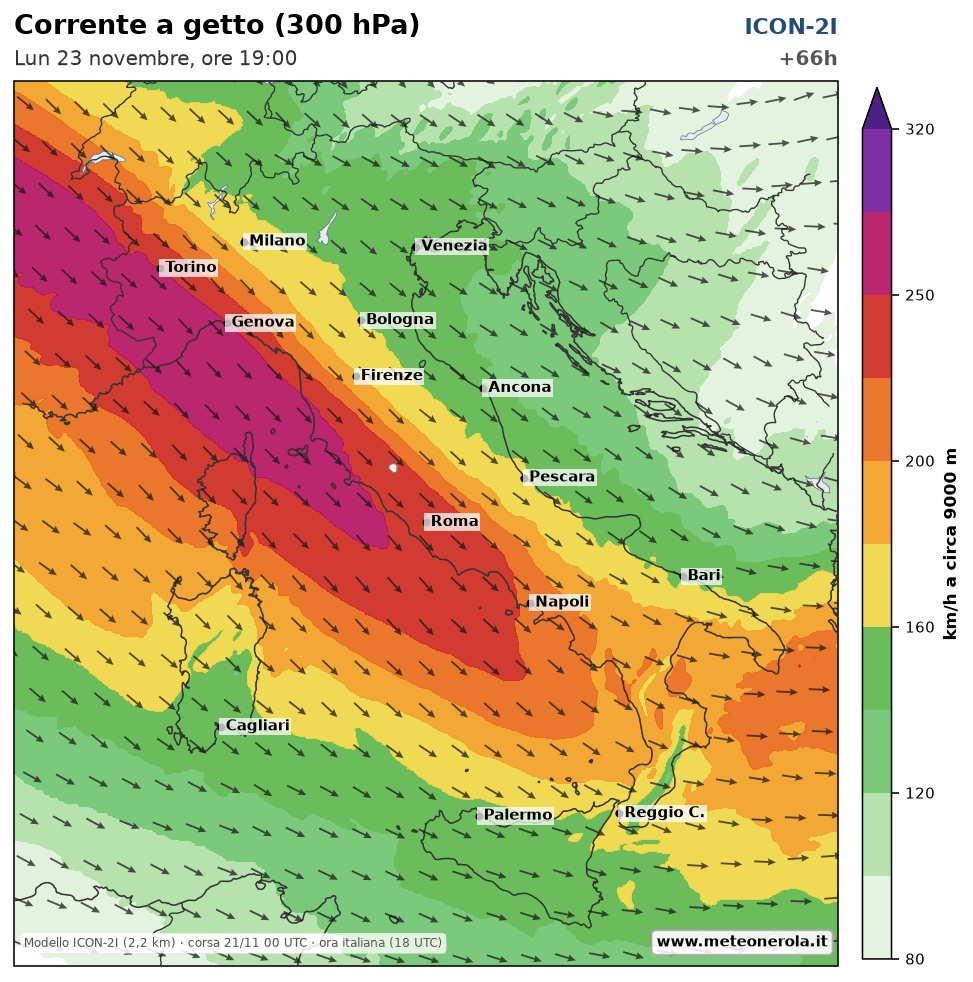 Corrente a getto (300 hPa)
ICON-2I
Lun 23 novembre, ore 19:00
+66h
Milano
Venezia
Torino
Genova
Bologna
Firenze
Ancona
Pescara
Roma
Bari
Napoli
Cagliari
Palermo
Reggio C.
320
250
200
160
120
80
km/h a circa 9000 m
Modello ICON-2I (2,2 km) · corsa 21/11 00 UTC · ora italiana (18 UTC)
www.meteonerola.it